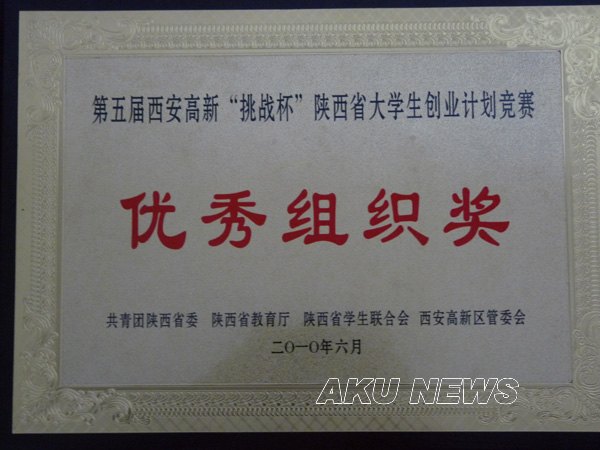 第五届西安高新“挑战杯”陕西省大学生创业计划竞赛
优秀组织奖
共青团陕西省委 陕西省教育厅 陕西省学生联合会 西安高新区管委会
二〇一〇年六月
AKU NEWS